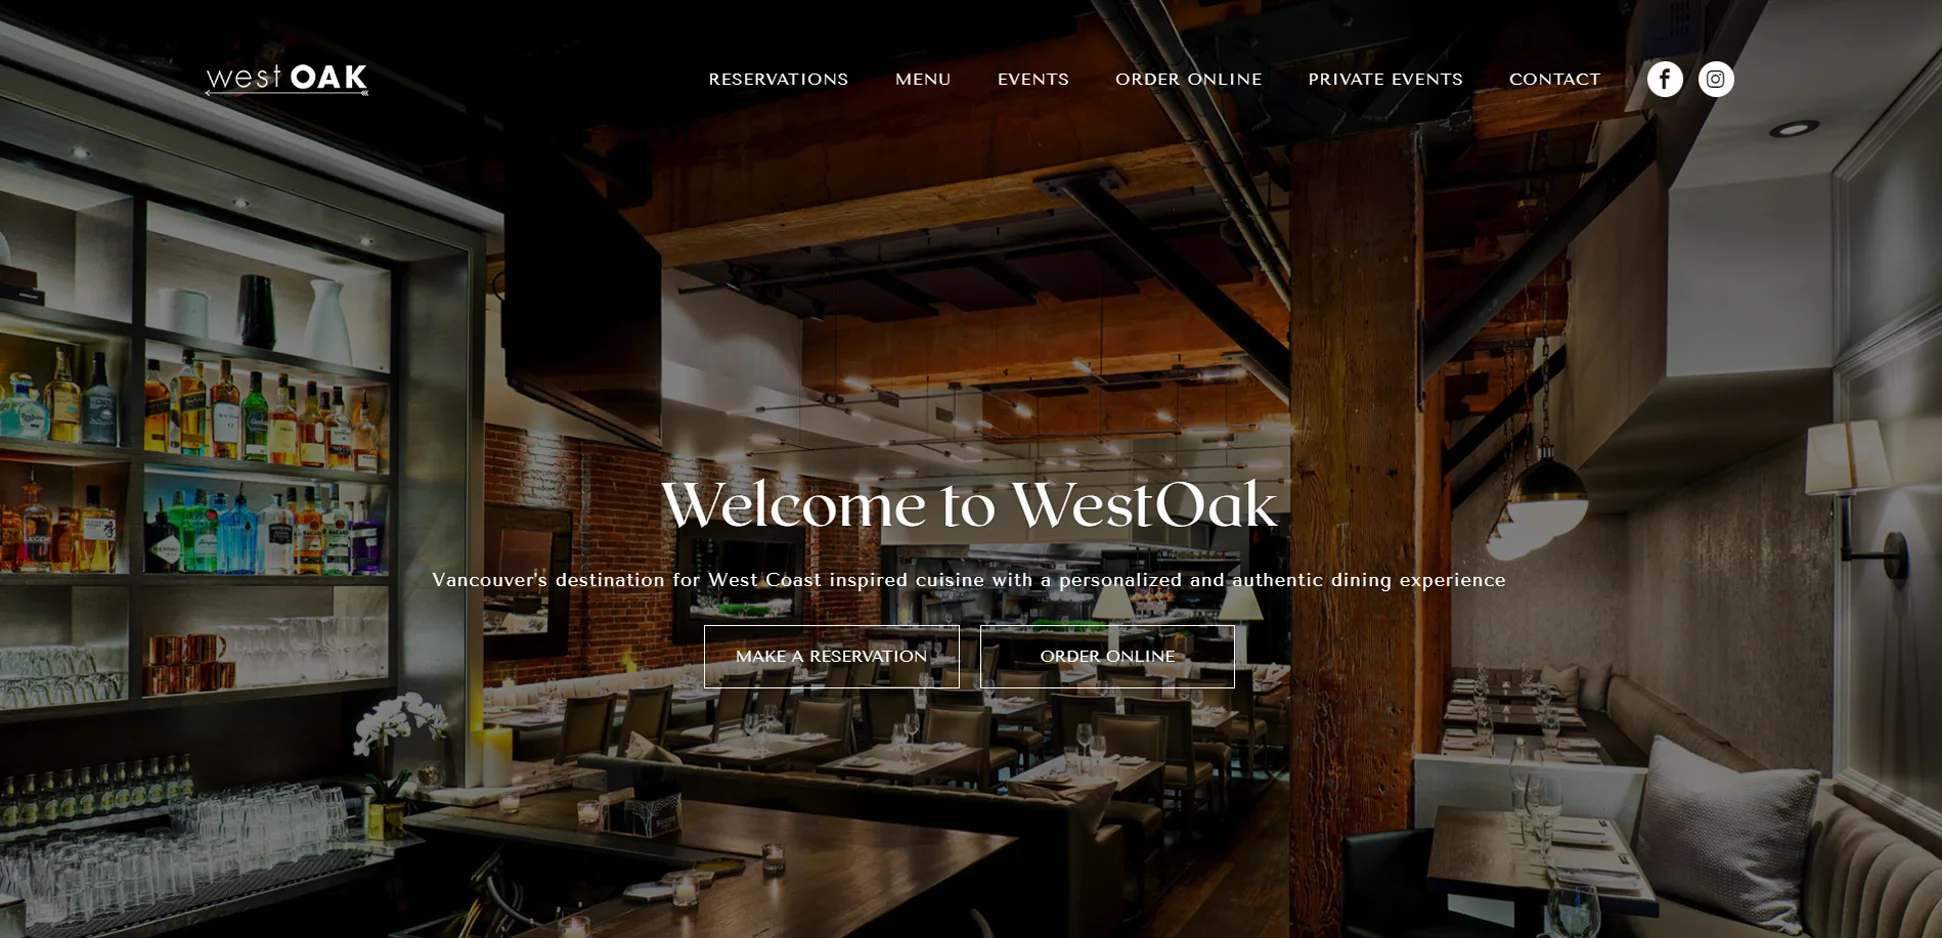 west OAK
RESERVATIONS
MENU
EVENTS
ORDER ONLINE
PRIVATE EVENTS
CONTACT
Welcome to WestOak
Vancouver's destination for West Coast inspired cuisine with a personalized and authentic dining experience
MAKE A RESERVATION
ORDER ONLINE